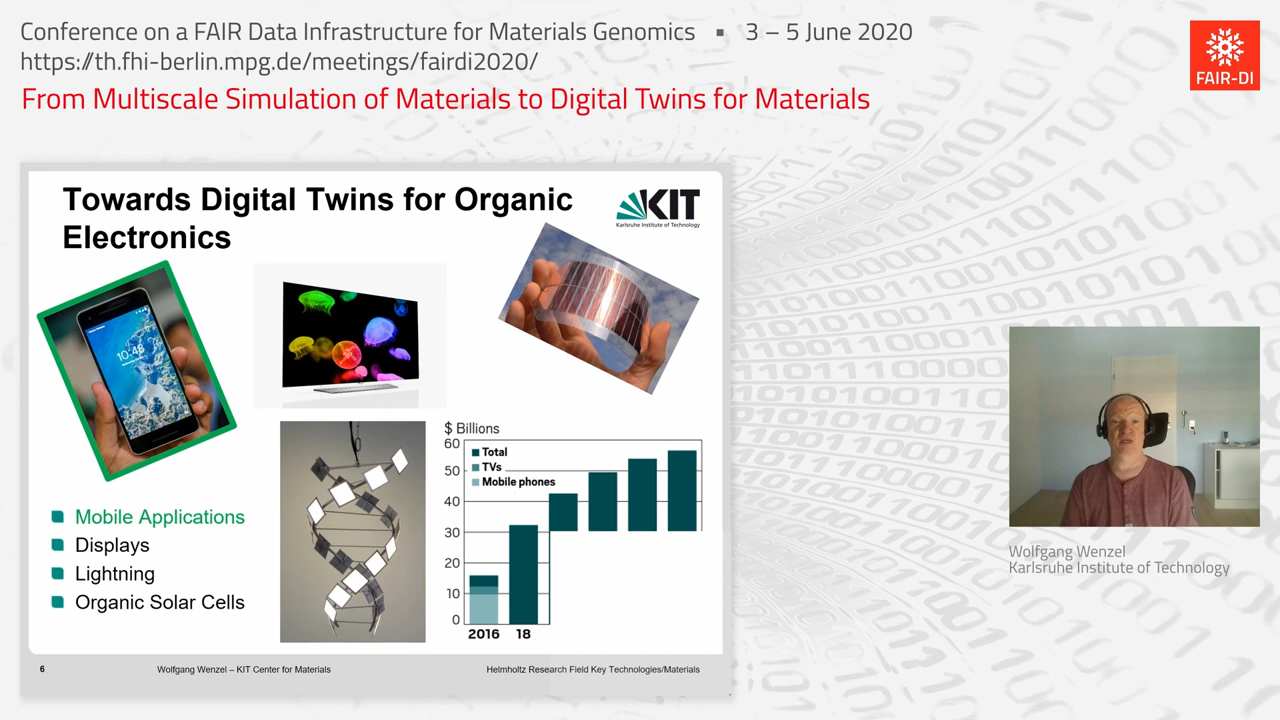 Conference on a FAIR Data Infrastructure for Materials Genomics ▪ 3 – 5 June 2020
https://th.fhi-berlin.mpg.de/meetings/fairdi2020/
From Multiscale Simulation of Materials to Digital Twins for Materials
FAIR-DI
Towards Digital Twins for Organic
Electronics
KIT
Karlsruhe Institute of Technology
10:48
$ Billions
60
Total
TVs
50
Mobile phones
40
30
20
10
0
2016 18
Mobile Applications
Displays
Lightning
Organic Solar Cells
6 Wolfgang Wenzel – KIT Center for Materials Helmholtz Research Field Key Technologies/Materials
Wolfgang Wenzel
Karlsruhe Institute of Technology